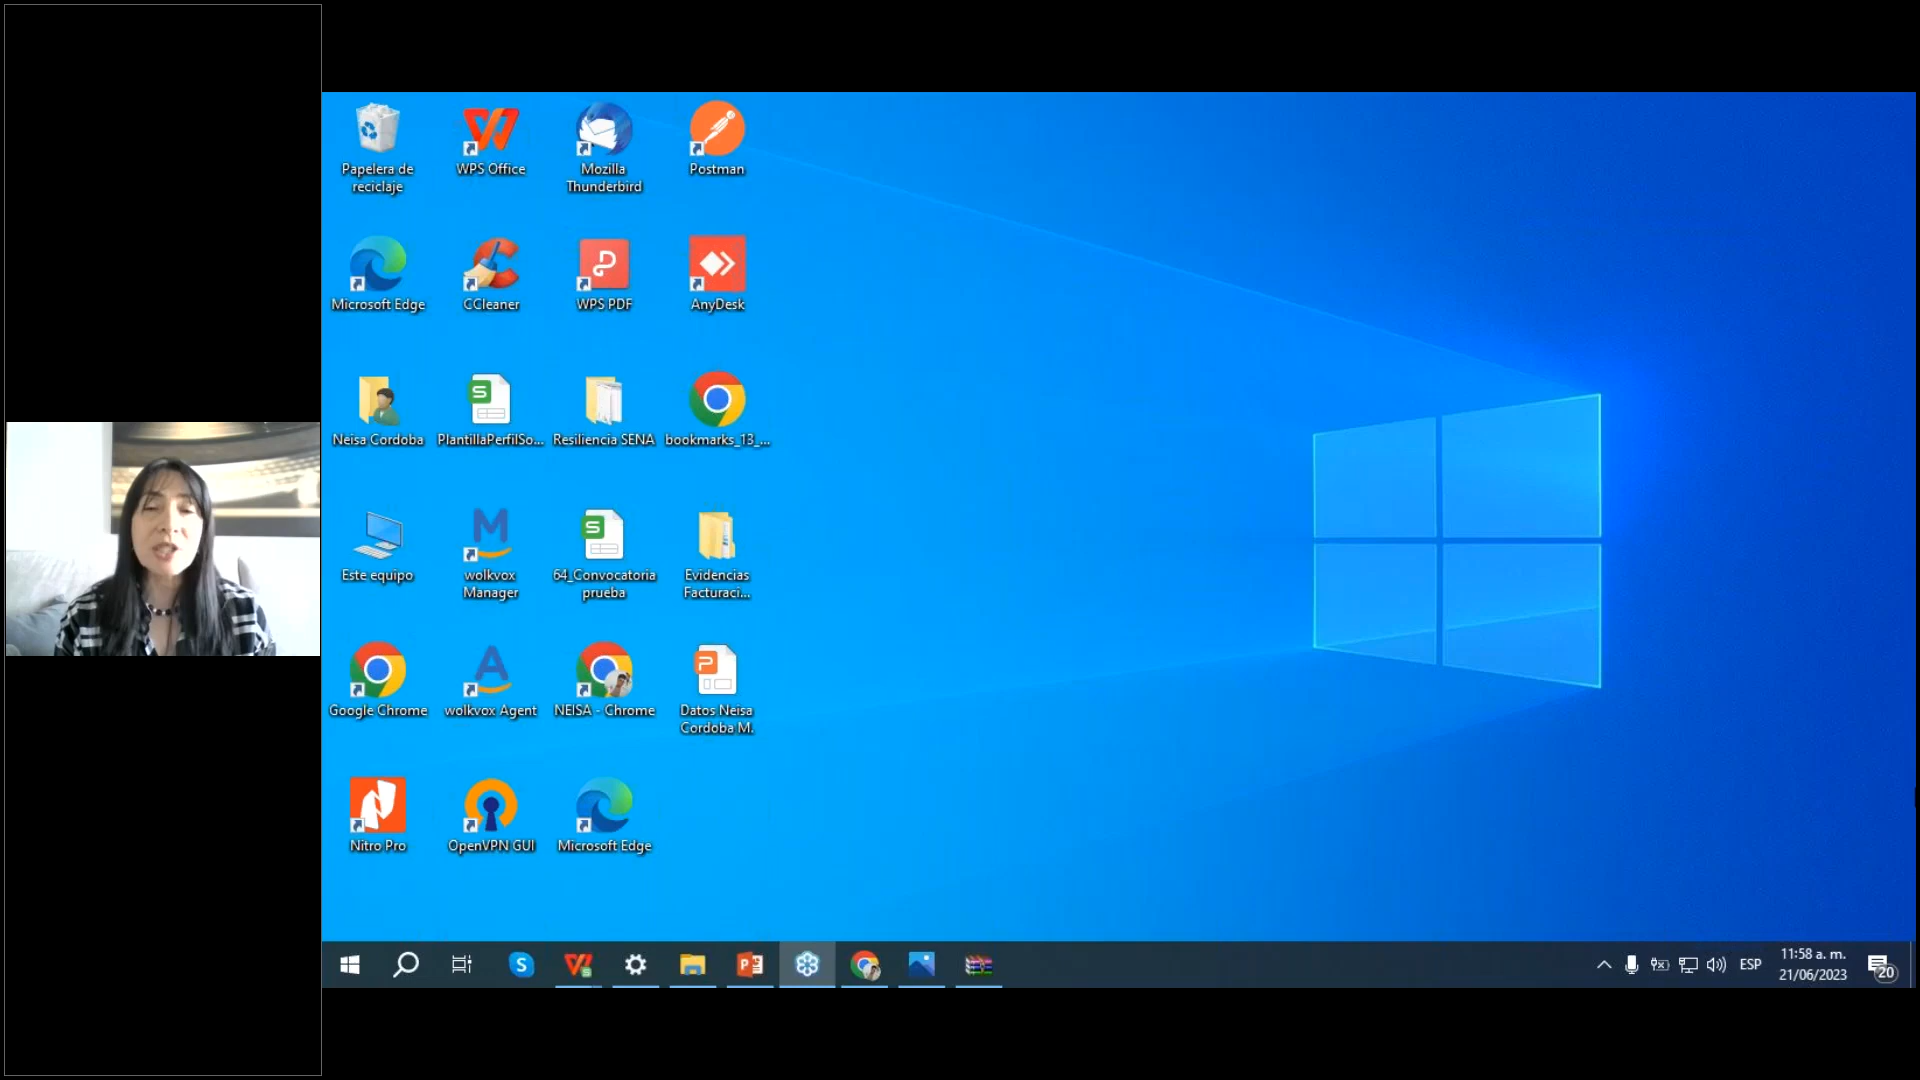 Papelera de
reciclaje
WPS Office
Mozilla
Thunderbird
Postman
Microsoft Edge
CCleaner
WPS PDF
AnyDesk
Neisa Cordoba
PlantillaPerfilSo...
Resiliencia SENA
bookmarks_13_...
Este equipo
wolkvox
Manager
64_Convocatoria
prueba
Evidencias
Facturaci...
Google Chrome
wolkvox Agent
NEISA - Chrome
Datos Neisa
Cordoba M.
Nitro Pro
OpenVPN GUI
Microsoft Edge
ESP
11:58 a. m.
21/06/2023
20